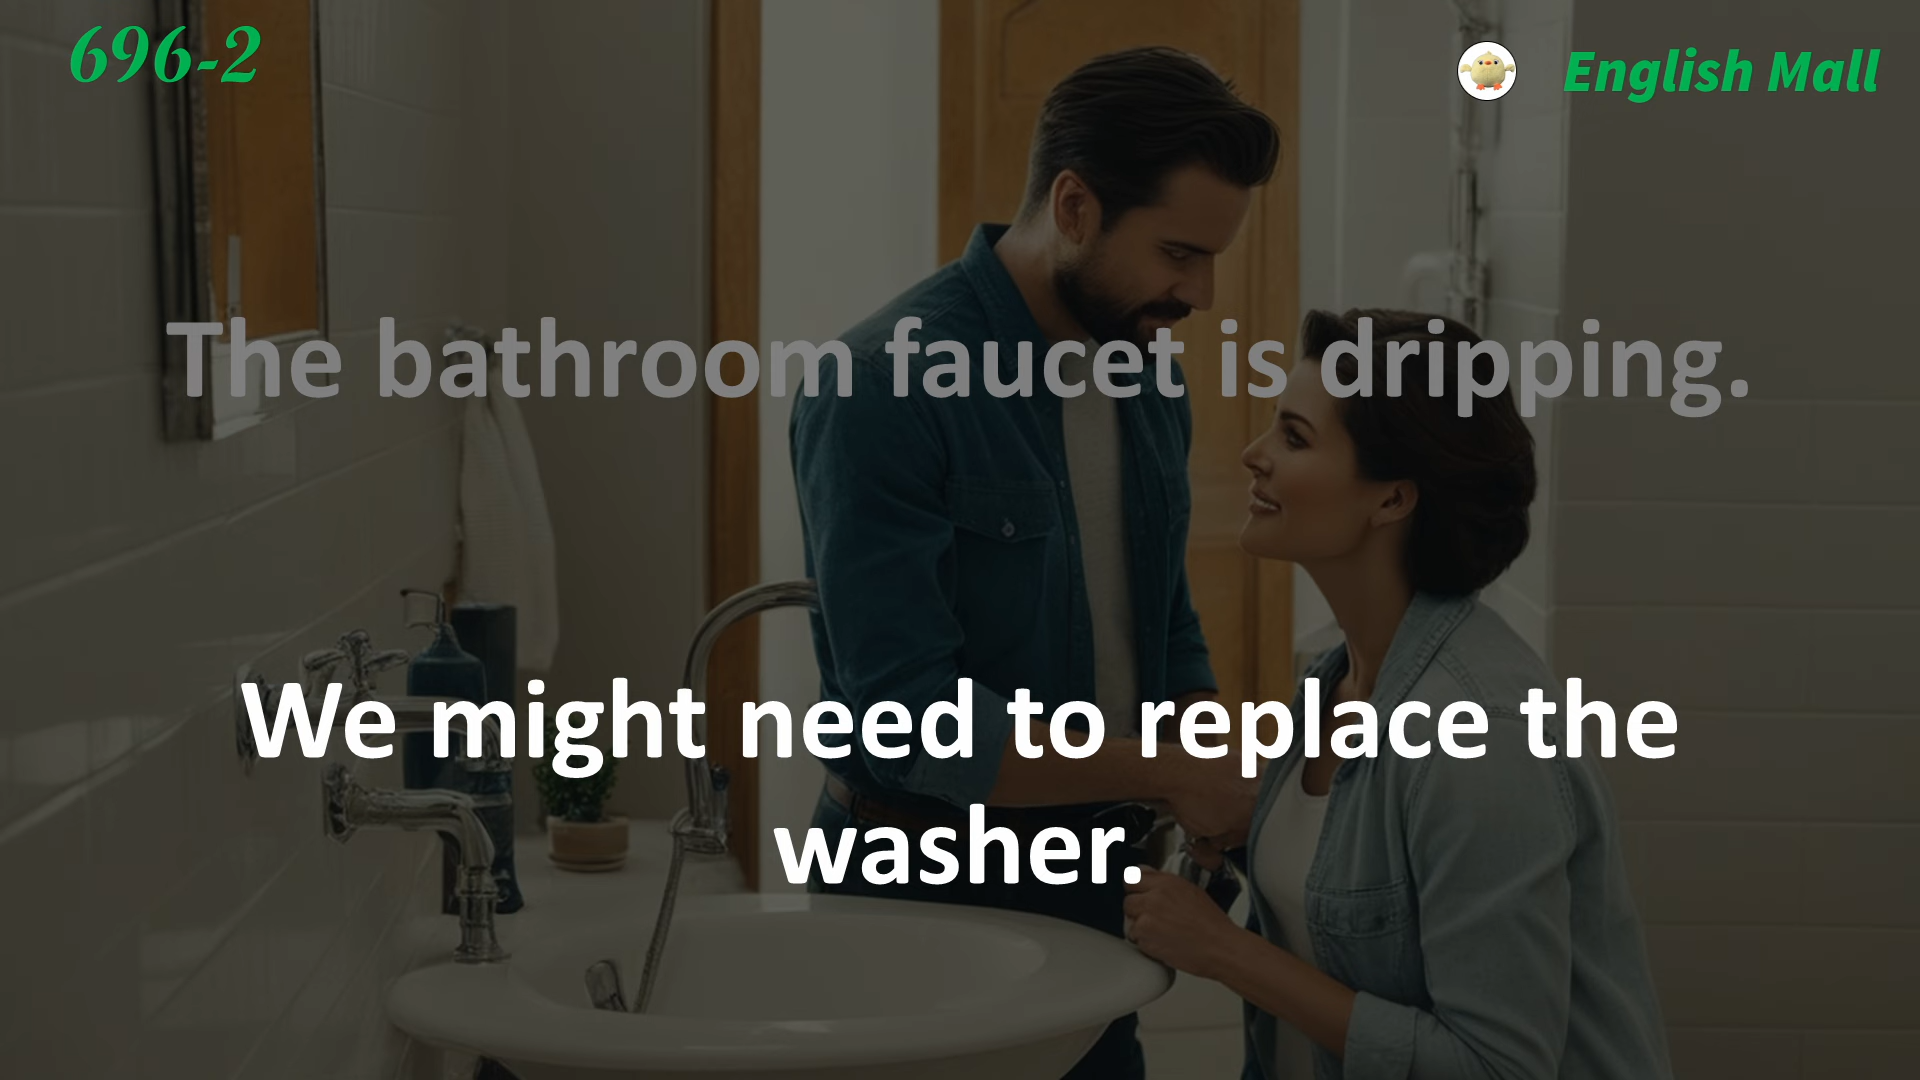 696-2
English Mall
The bathroom faucet is dripping.
We might need to replace the
washer.